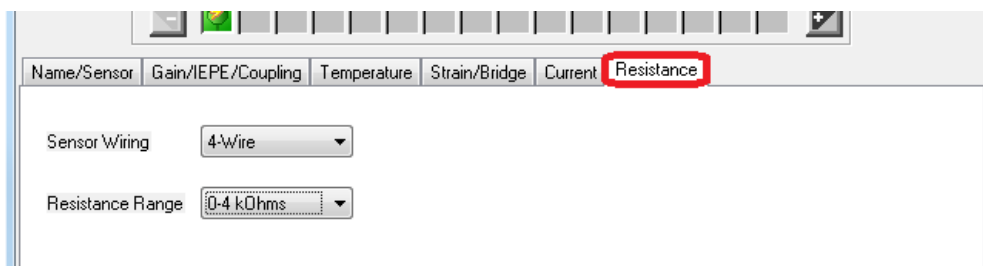 Name/Sensor Gain/IEPE/Coupling Temperature Strain/Bridge Current Resistance
Sensor Wiring 4-Wire
Resistance Range 0-4 kOhms